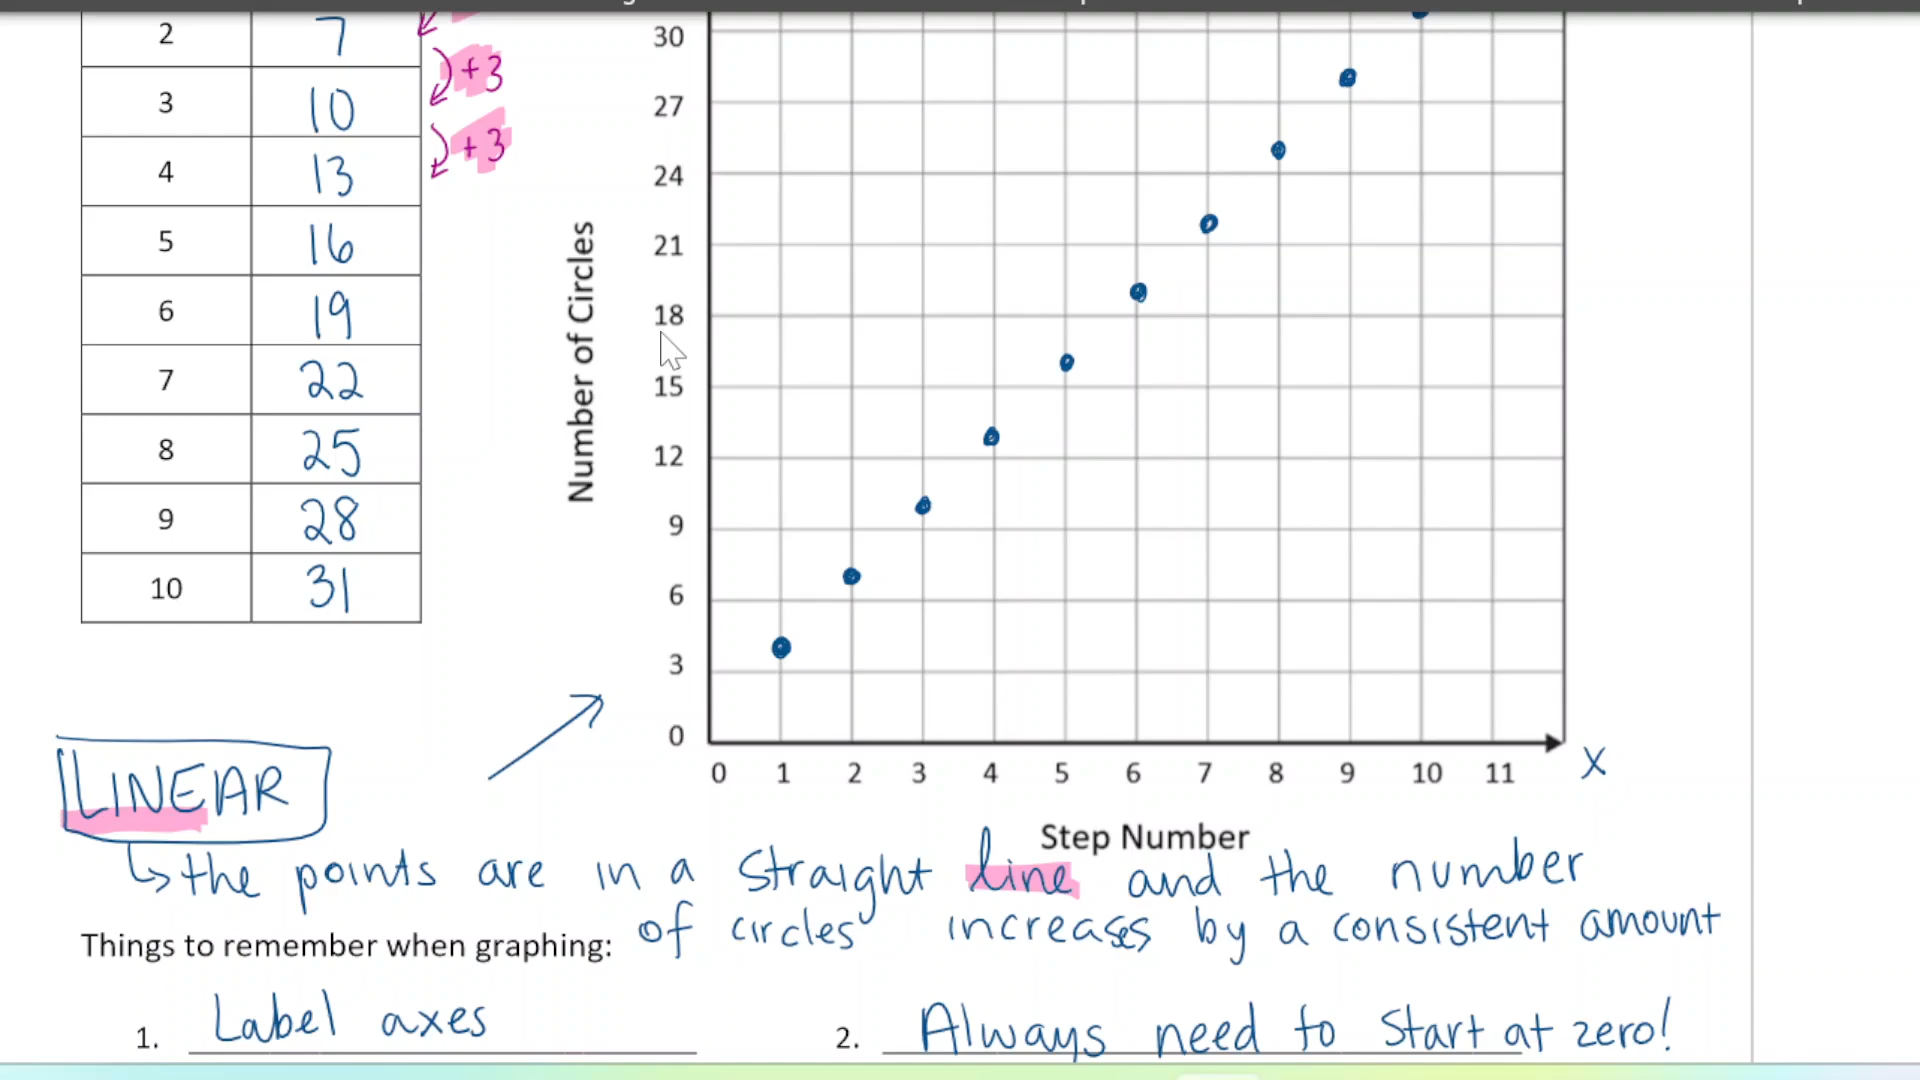 2 7
+3
3 10
+3
4 13
5 16
6 19
7 22
8 25
9 28
10 31
Number of Circles
30
27
24
21
18
15
12
9
6
3
0
0 1 2 3 4 5 6 7 8 9 10 11 X
Step Number
LINEAR
↳ the points are in a straight line and the number
of circles increases by a consistent amount
Things to remember when graphing:
1. Label axes
2. Always need to start at zero!